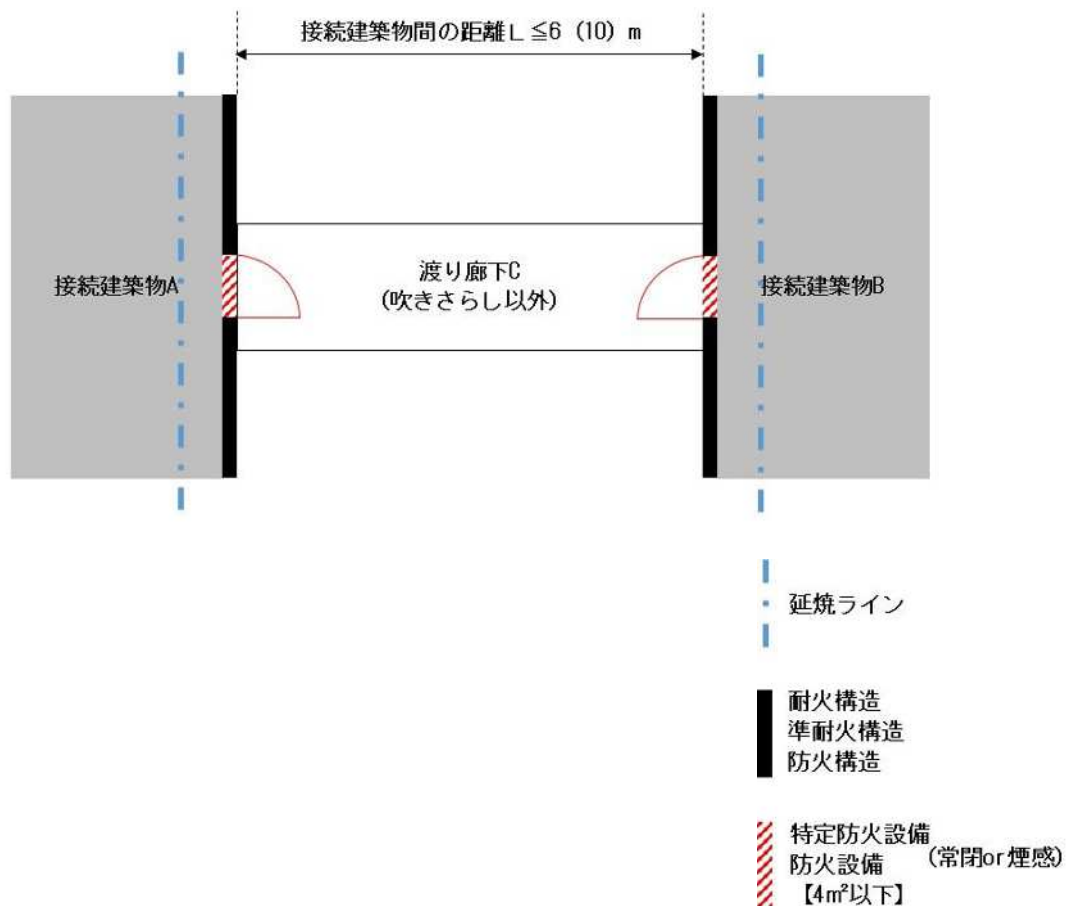 接続建築物間の距離L≦6（10）m
接続建築物A
渡り廊下C
(吹きさらし以外)
接続建築物B
延焼ライン
耐火構造
準耐火構造
防火構造
特定防火設備
防火設備
(常閉or煙感)
【4㎡以下】